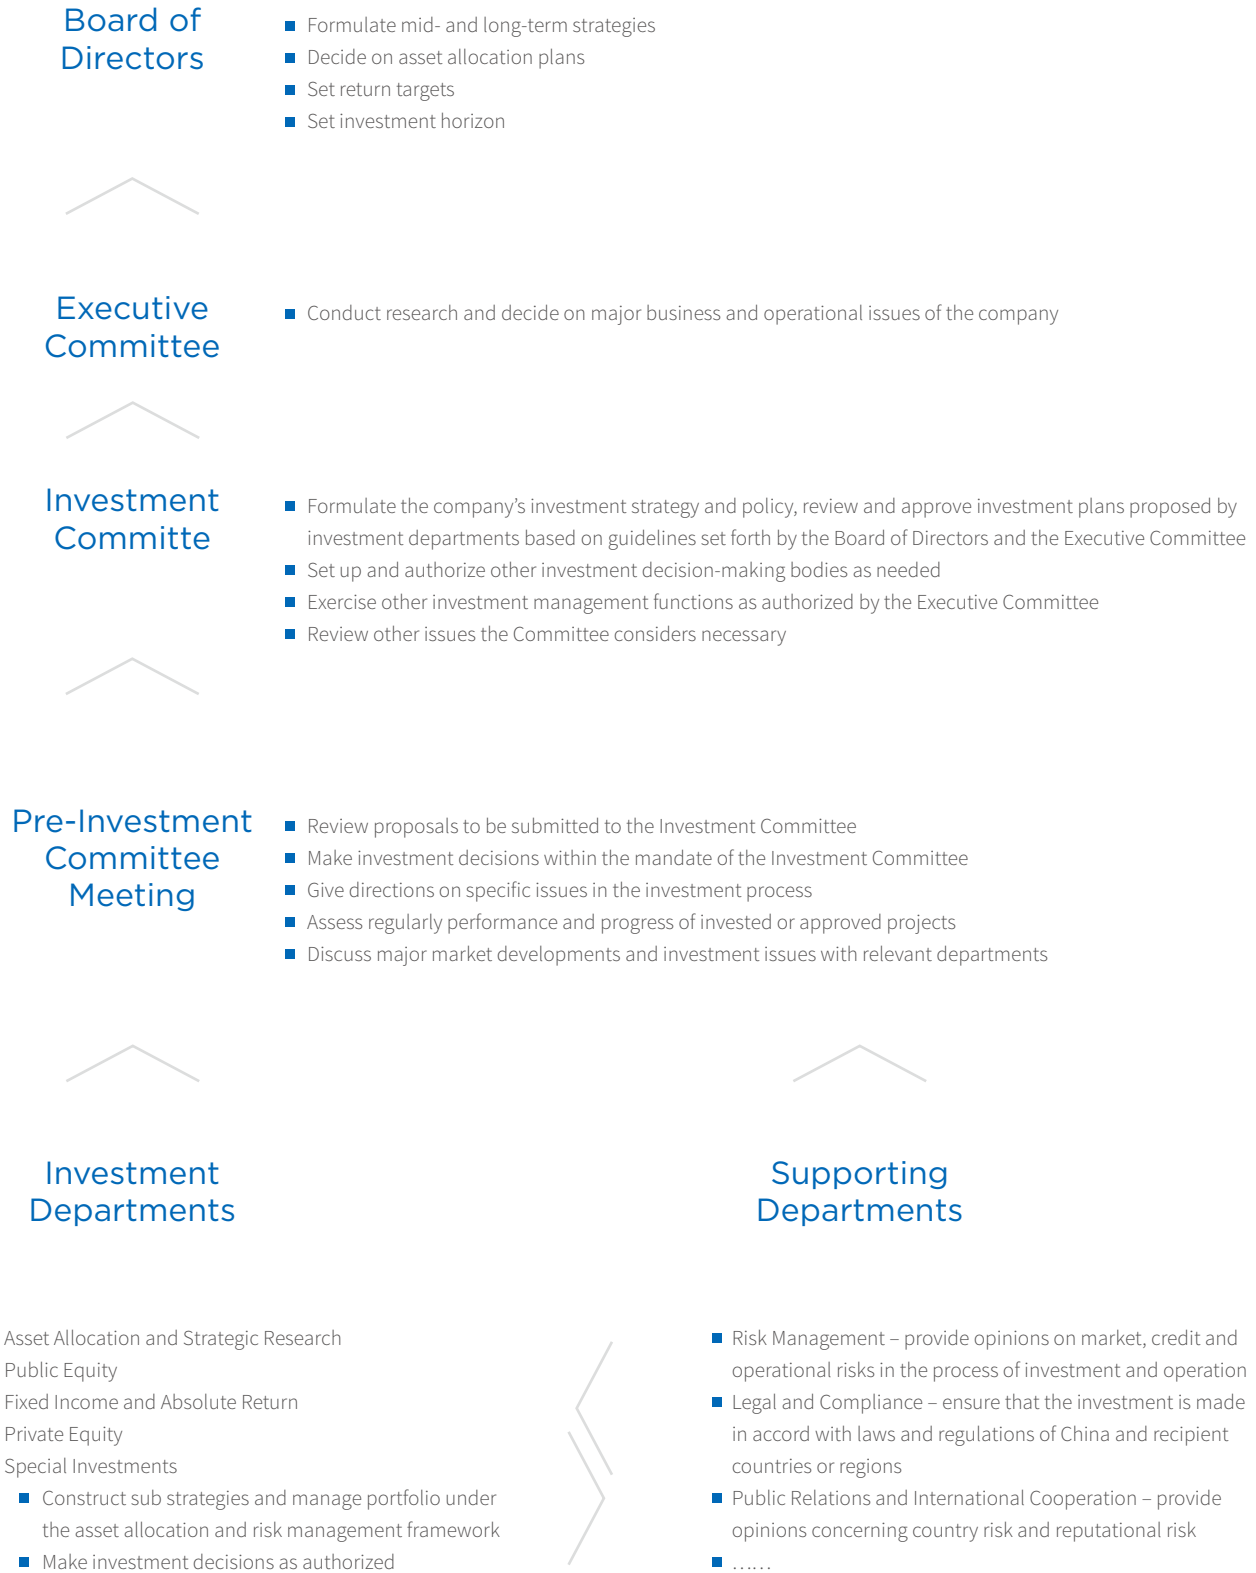 Board of
Directors
Formulate mid- and long-term strategies
Decide on asset allocation plans
Set return targets
Set investment horizon
Executive
Committee
Conduct research and decide on major business and operational issues of the company
Investment
Committe
Formulate the company’s investment strategy and policy, review and approve investment plans proposed by
investment departments based on guidelines set forth by the Board of Directors and the Executive Committee
Set up and authorize other investment decision-making bodies as needed
Exercise other investment management functions as authorized by the Executive Committee
Review other issues the Committee considers necessary
Pre-Investment
Committee
Meeting
Review proposals to be submitted to the Investment Committee
Make investment decisions within the mandate of the Investment Committee
Give directions on specific issues in the investment process
Assess regularly performance and progress of invested or approved projects
Discuss major market developments and investment issues with relevant departments
Investment
Departments
Asset Allocation and Strategic Research
Public Equity
Fixed Income and Absolute Return
Private Equity
Special Investments
Construct sub strategies and manage portfolio under
the asset allocation and risk management framework
Make investment decisions as authorized
Supporting
Departments
Risk Management – provide opinions on market, credit and
operational risks in the process of investment and operation
Legal and Compliance – ensure that the investment is made
in accord with laws and regulations of China and recipient
countries or regions
Public Relations and International Cooperation – provide
opinions concerning country risk and reputational risk
……